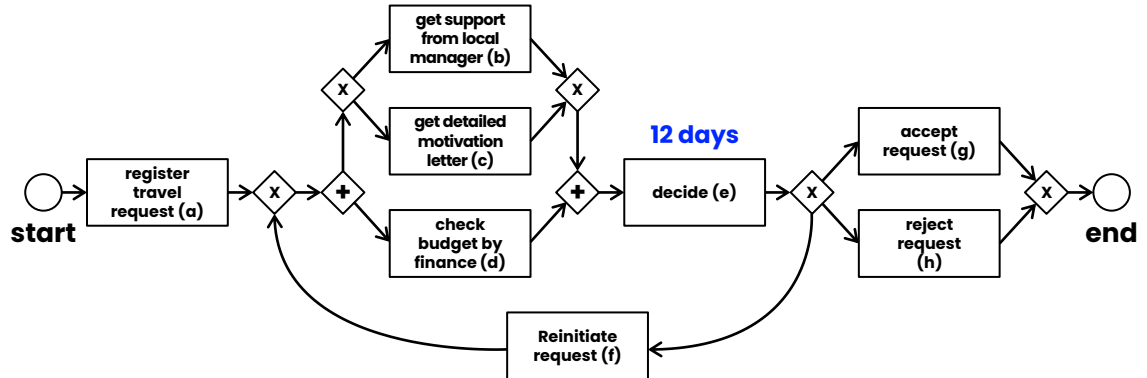 start
register
travel
request (a)
X
+
X
get support
from local
manager (b)
get detailed
motivation
letter (c)
check
budget by
finance (d)
X
+
12 days
decide (e)
X
accept
request (g)
reject
request
(h)
X
end
Reinitiate
request (f)